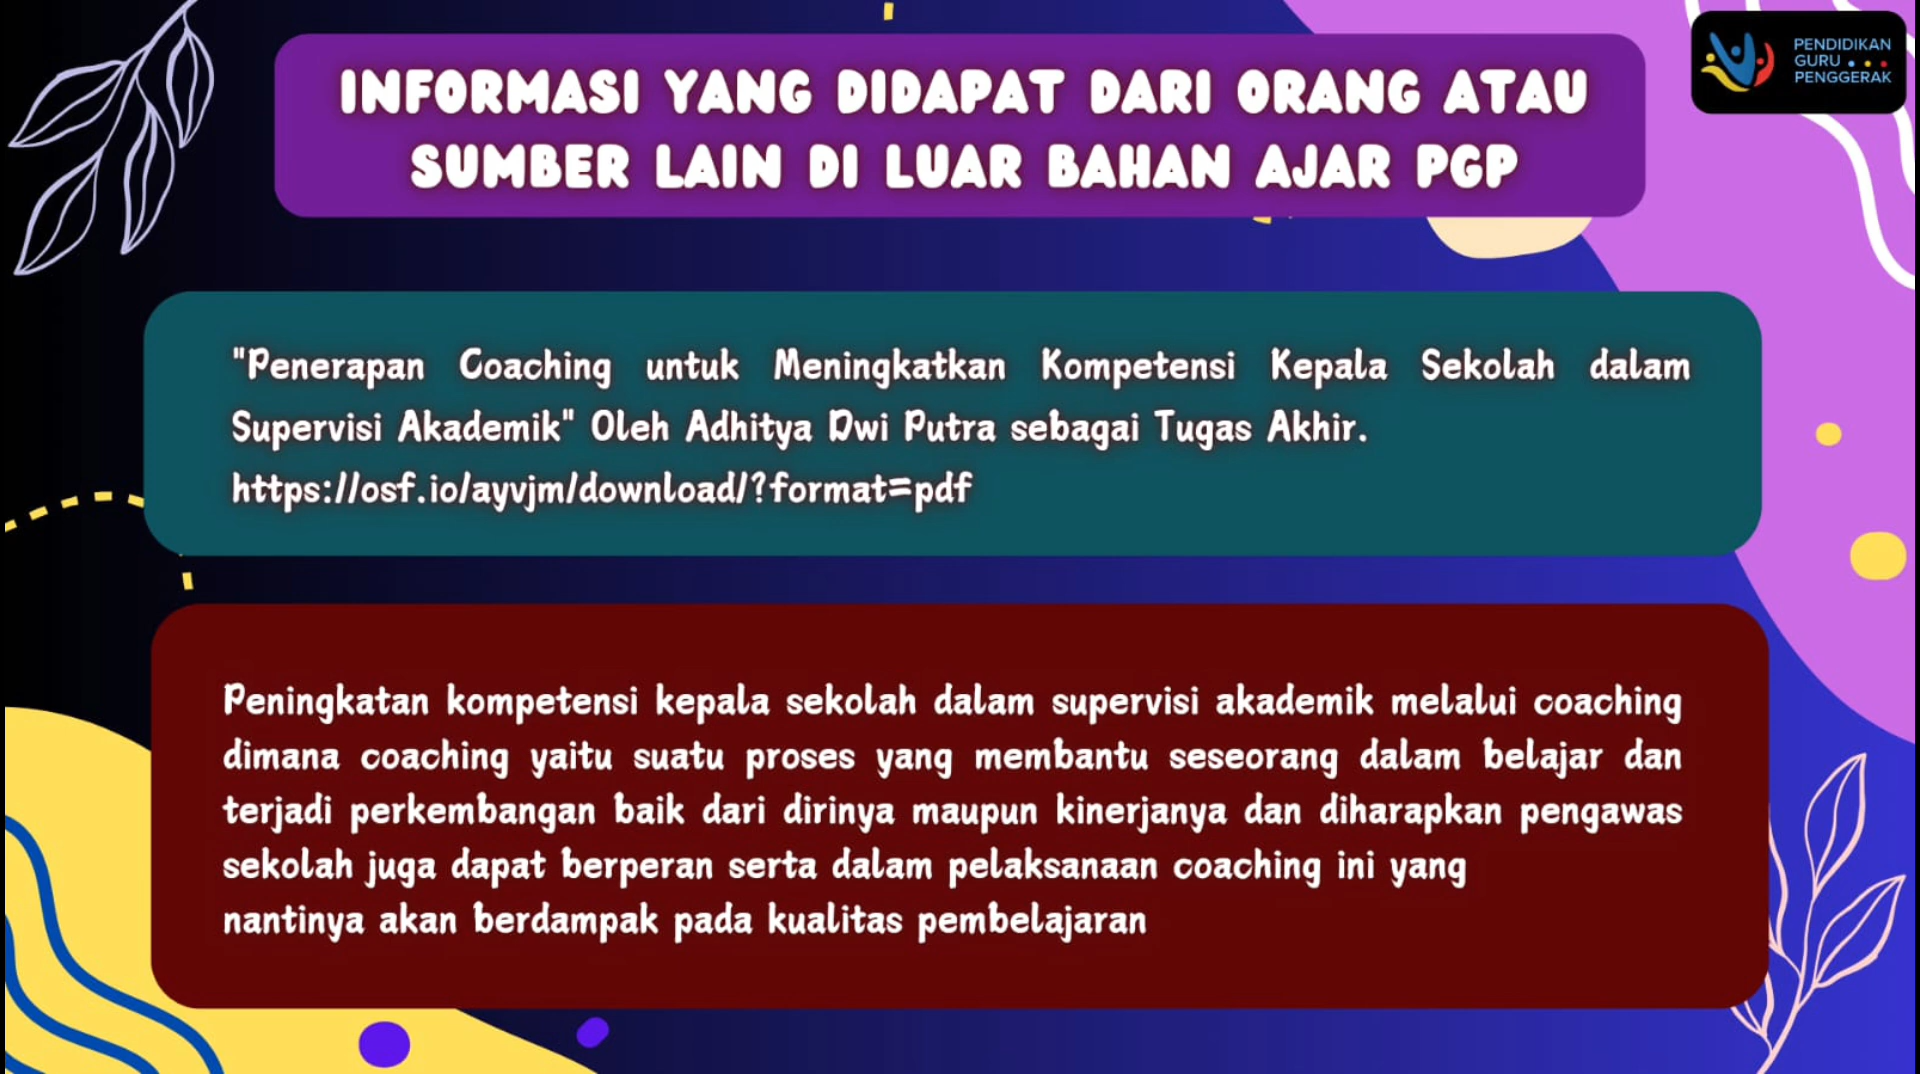 PENDIDIKAN
GURU
PENGGERAK
INFORMASI YANG DIDAPAT DARI ORANG ATAU
SUMBER LAIN DI LUAR BAHAN AJAR PGP
"Penerapan Coaching untuk Meningkatkan Kompetensi Kepala Sekolah dalam
Supervisi Akademik" Oleh Adhitya Dwi Putra sebagai Tugas Akhir.
https://osf.io/ayvjm/download/?format=pdf
Peningkatan kompetensi kepala sekolah dalam supervisi akademik melalui coaching
dimana coaching yaitu suatu proses yang membantu seseorang dalam belajar dan
terjadi perkembangan baik dari dirinya maupun kinerjanya dan diharapkan pengawas
sekolah juga dapat berperan serta dalam pelaksanaan coaching ini yang
nantinya akan berdampak pada kualitas pembelajaran